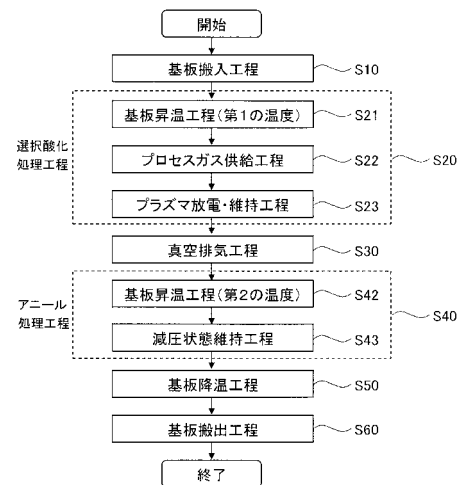 開始
基板搬入工程 S10
基板昇温工程(第1の温度) S21
選択酸化
処理工程
プロセスガス供給工程 S22
S20
プラズマ放電・維持工程 S23
真空排気工程 S30
基板昇温工程(第2の温度) S42
アニール
処理工程
S40
減圧状態維持工程 S43
基板降温工程 S50
基板搬出工程 S60
終了